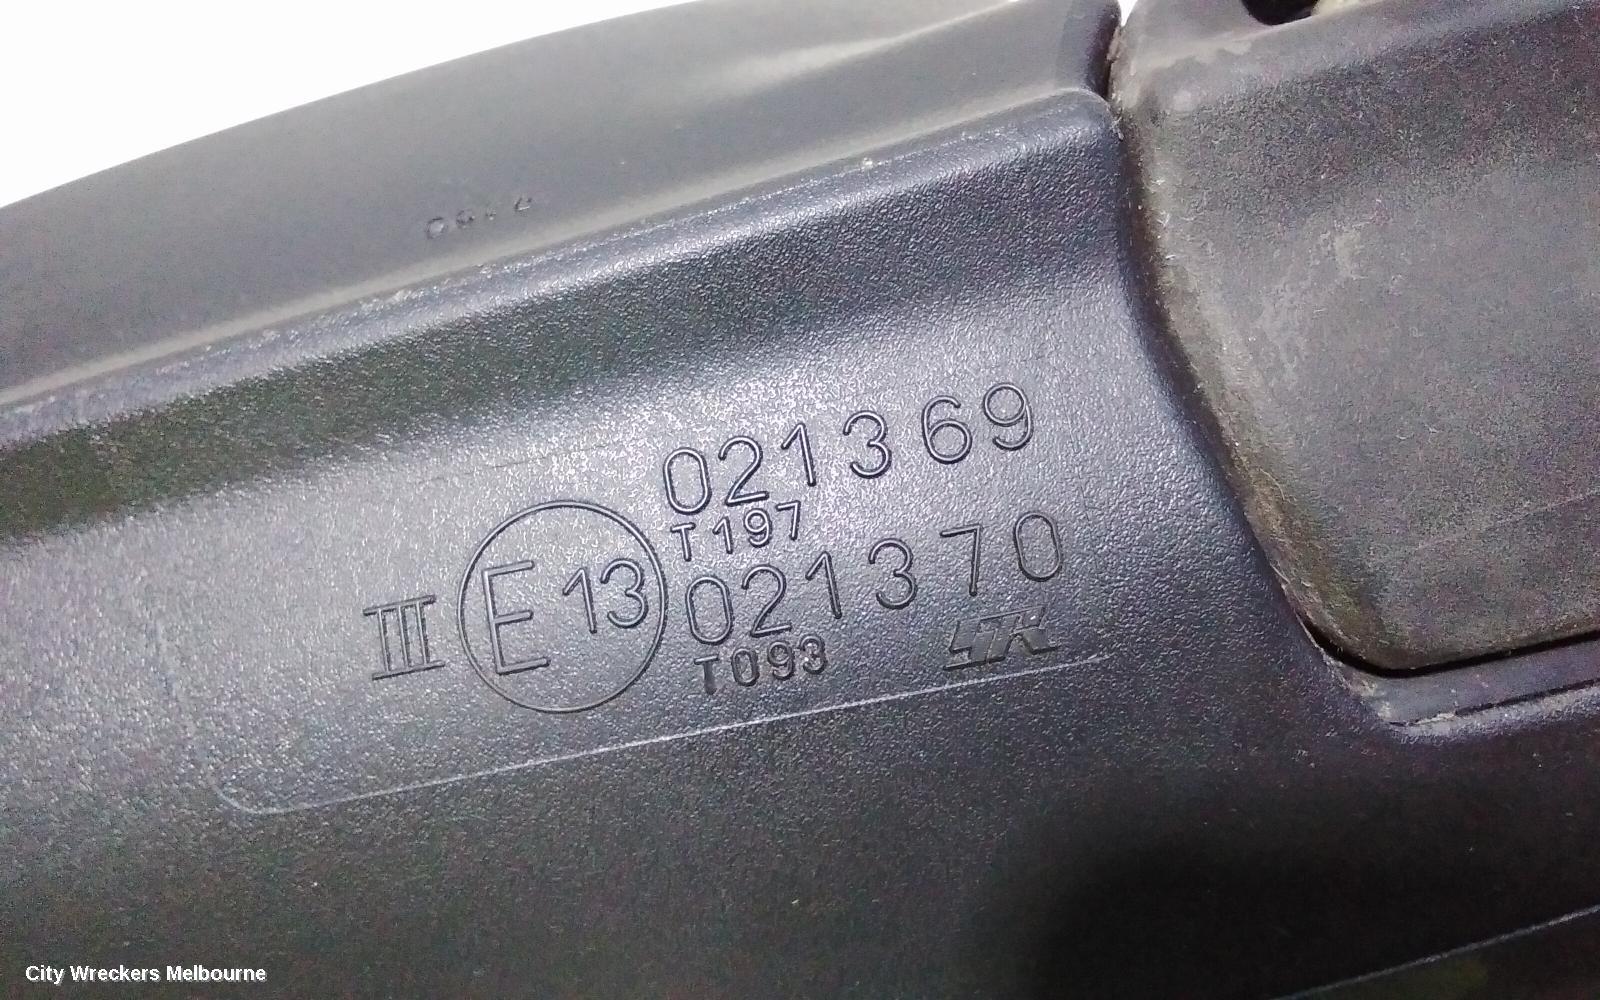 021369
T197
III E13 021370
T093
City Wreckers Melbourne